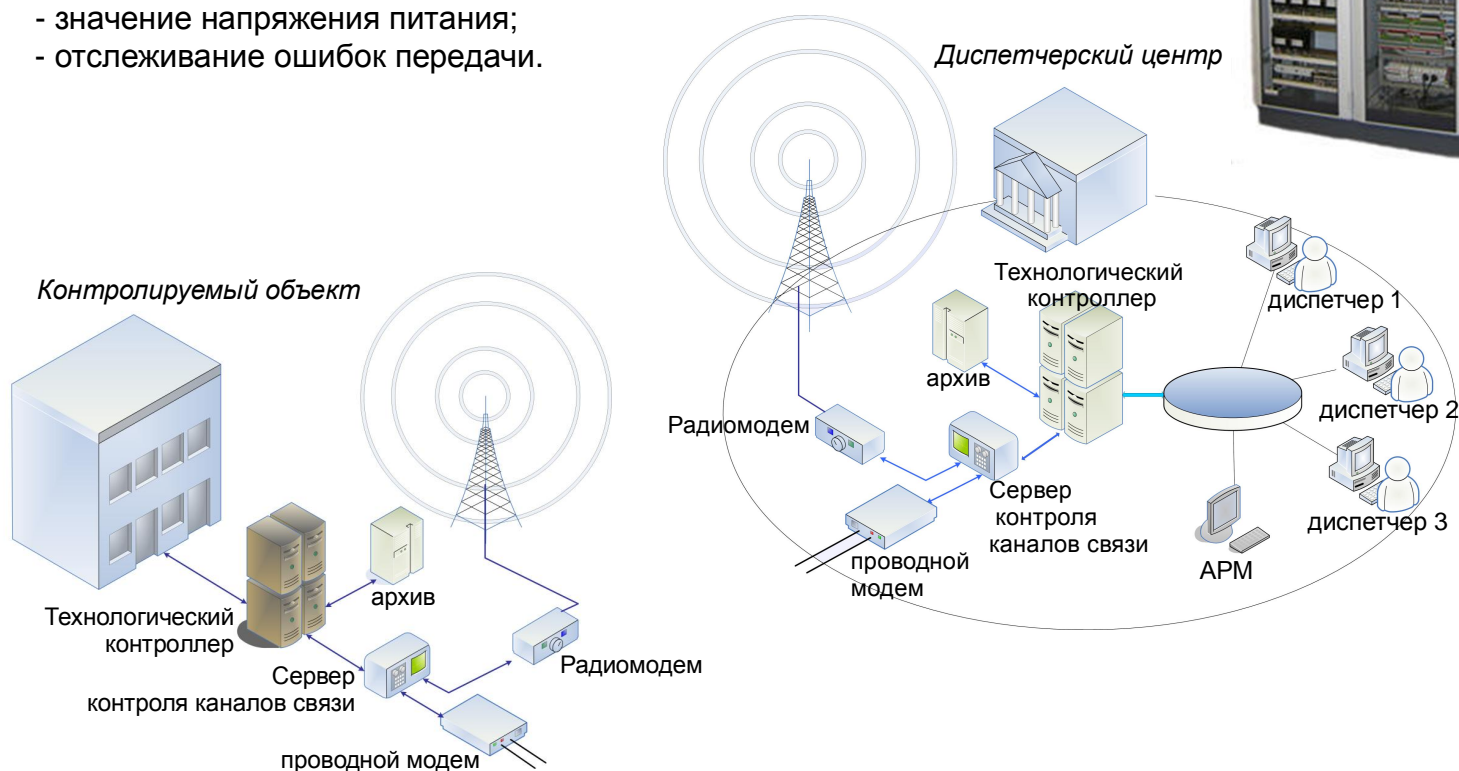 - значение напряжения питания;
- отслеживание ошибок передачи.
Диспетчерский центр
Контролируемый объект
Технологический
контроллер
архив
Сервер
контроля каналов связи
Радиомодем
проводной модем
Технологический
контроллер
архив
Радиомодем
Сервер
контроля
каналов связи
проводной
модем
диспетчер 1
диспетчер 2
диспетчер 3
АРМ